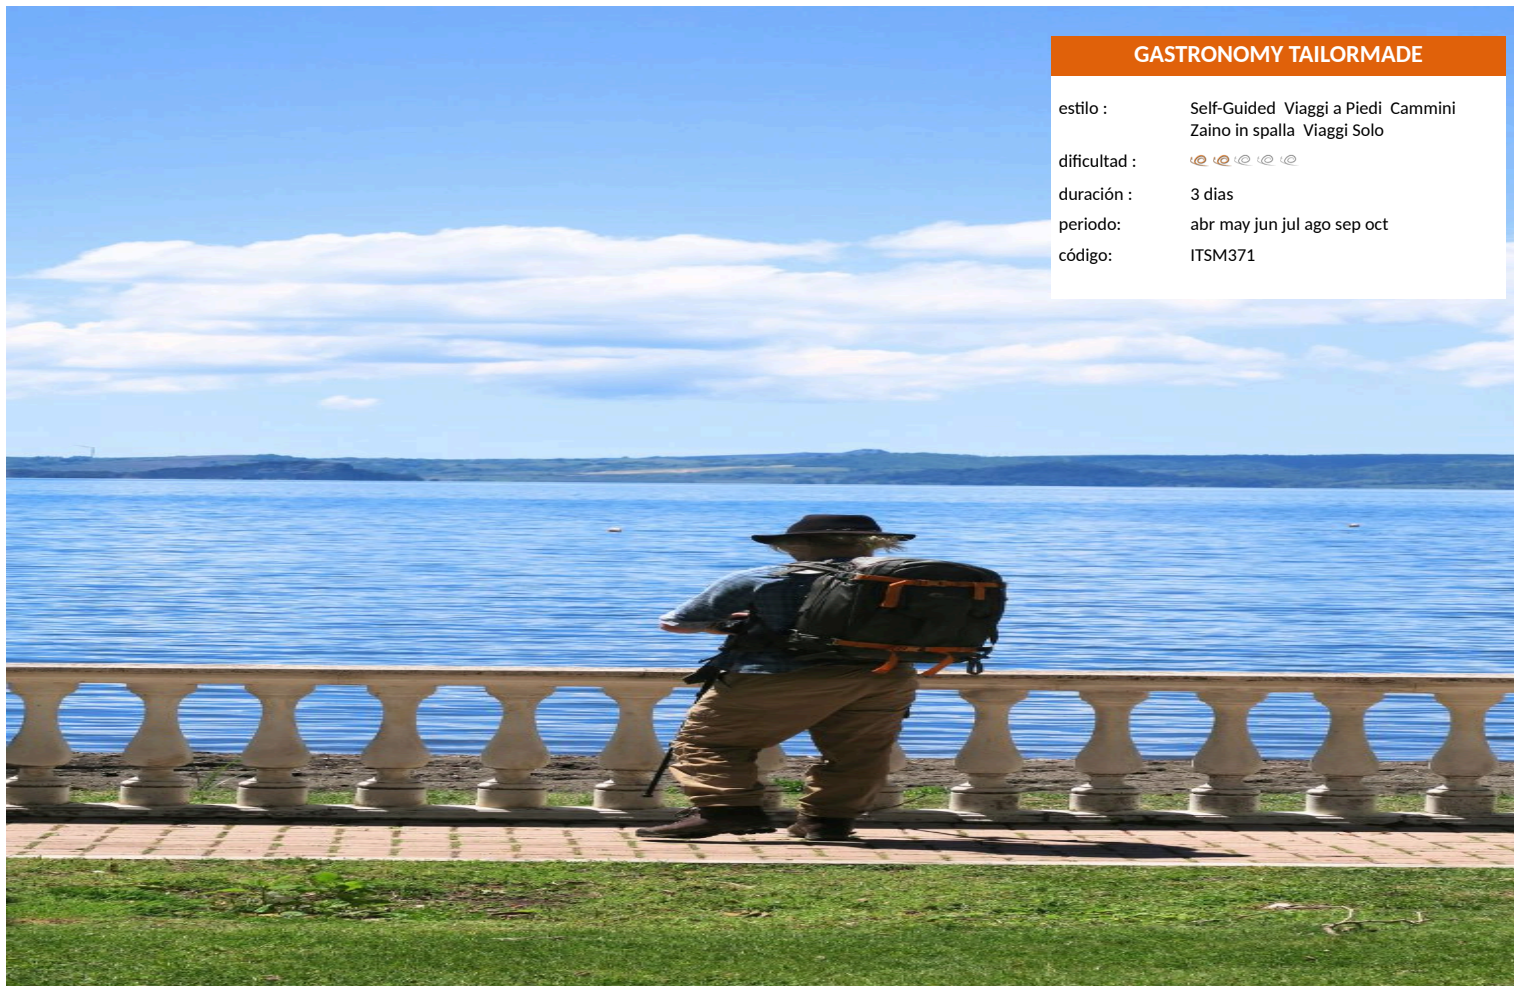 GASTRONOMY TAILORMADE
estilo : Self-Guided Viaggi a Piedi Cammini
Zaino in spalla Viaggi Solo
dificultad :
duración : 3 dias
periodo: abr may jun jul ago sep oct
código: ITSM371